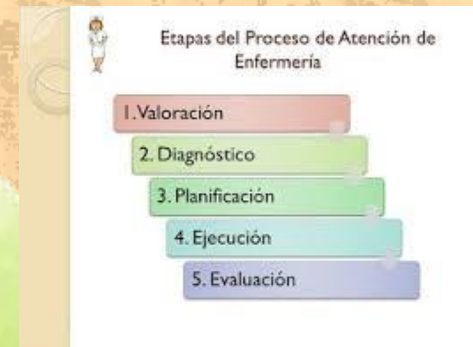 Etapas del Proceso de Atención de
Enfermería
1. Valoración
2. Diagnóstico
3. Planificación
4. Ejecución
5. Evaluación